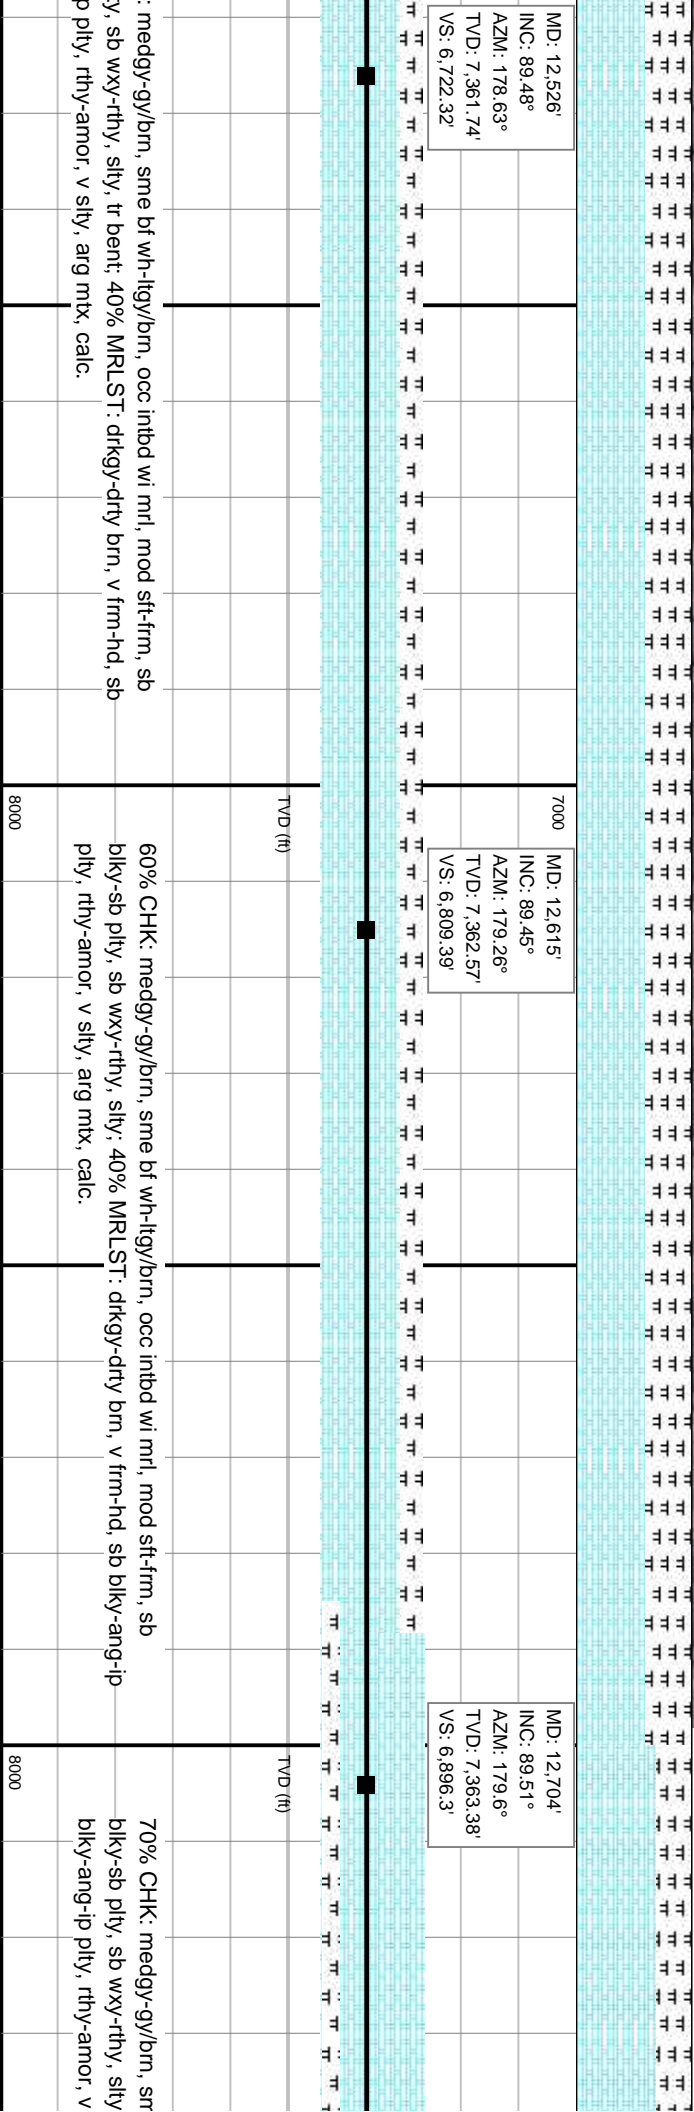 MD: 12,526'
INC: 89.48°
AZM: 178.63°
TVD: 7,361.74'
VS: 6,722.32'
: medgy-gy/brn, sme bf wh-ltgy/brn, occ intbd wi mrl, mod sft-frm, sb
sb wxy-rthy, slty, tr bent; 40% MRLST: drkgy-drty brn, v frm-hd, sb
plty, rthy-amor, v slty, arg mtx, calc.
7000
TVD (ft)
8000
MD: 12,615'
INC: 89.45°
AZM: 179.26°
TVD: 7,362.57'
VS: 6,809.39'
60% CHK: medgy-gy/brn, sme bf wh-ltgy/brn, occ intbd wi mrl, mod sft-frm, sb
blky-sb plty, sb wxy-rthy, slty; 40% MRLST: drkgy-drty brn, v frm-hd, sb blky-ang-ip
plty, rthy-amor, v slty, arg mtx, calc.
MD: 12,704'
INC: 89.51°
AZM: 179.6°
TVD: 7,363.38'
VS: 6,896.3'
TVD (ft)
8000
70% CHK: medgy-gy/brn, sm
blky-sb plty, sb wxy-rthy, slty
blky-ang-ip plty, rthy-amor, v